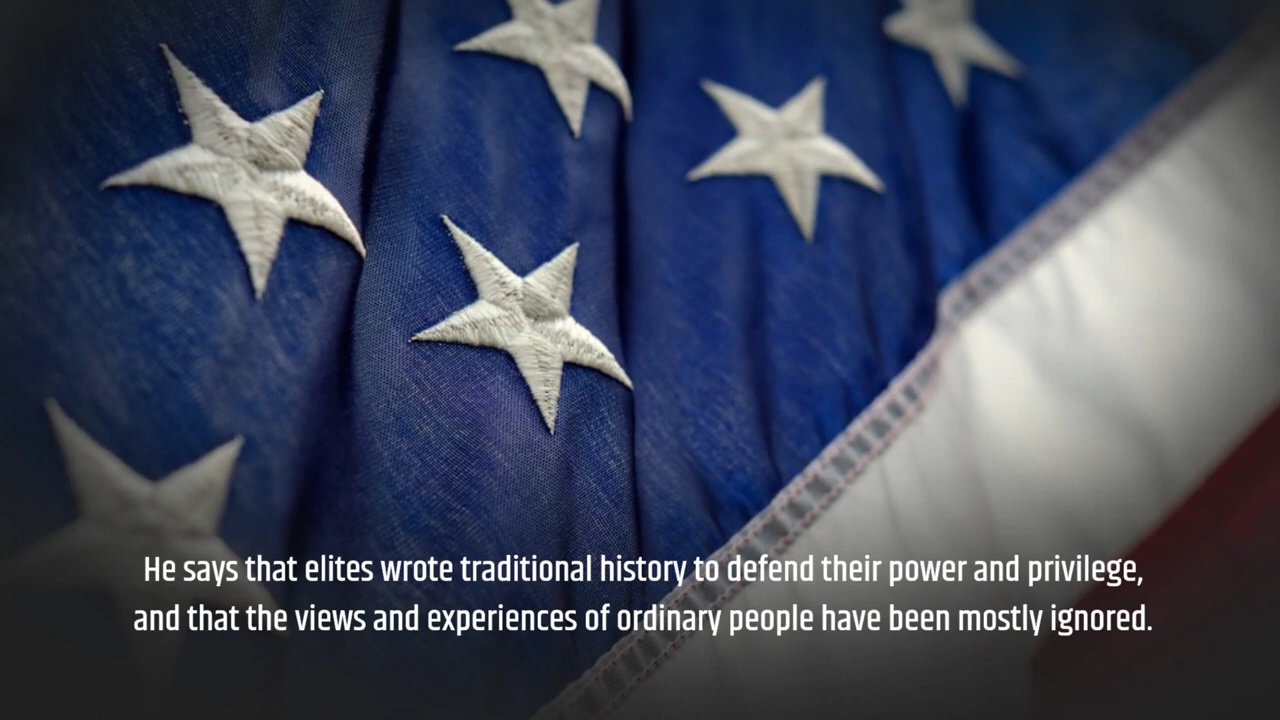 He says that elites wrote traditional history to defend their power and privilege,
and that the views and experiences of ordinary people have been mostly ignored.